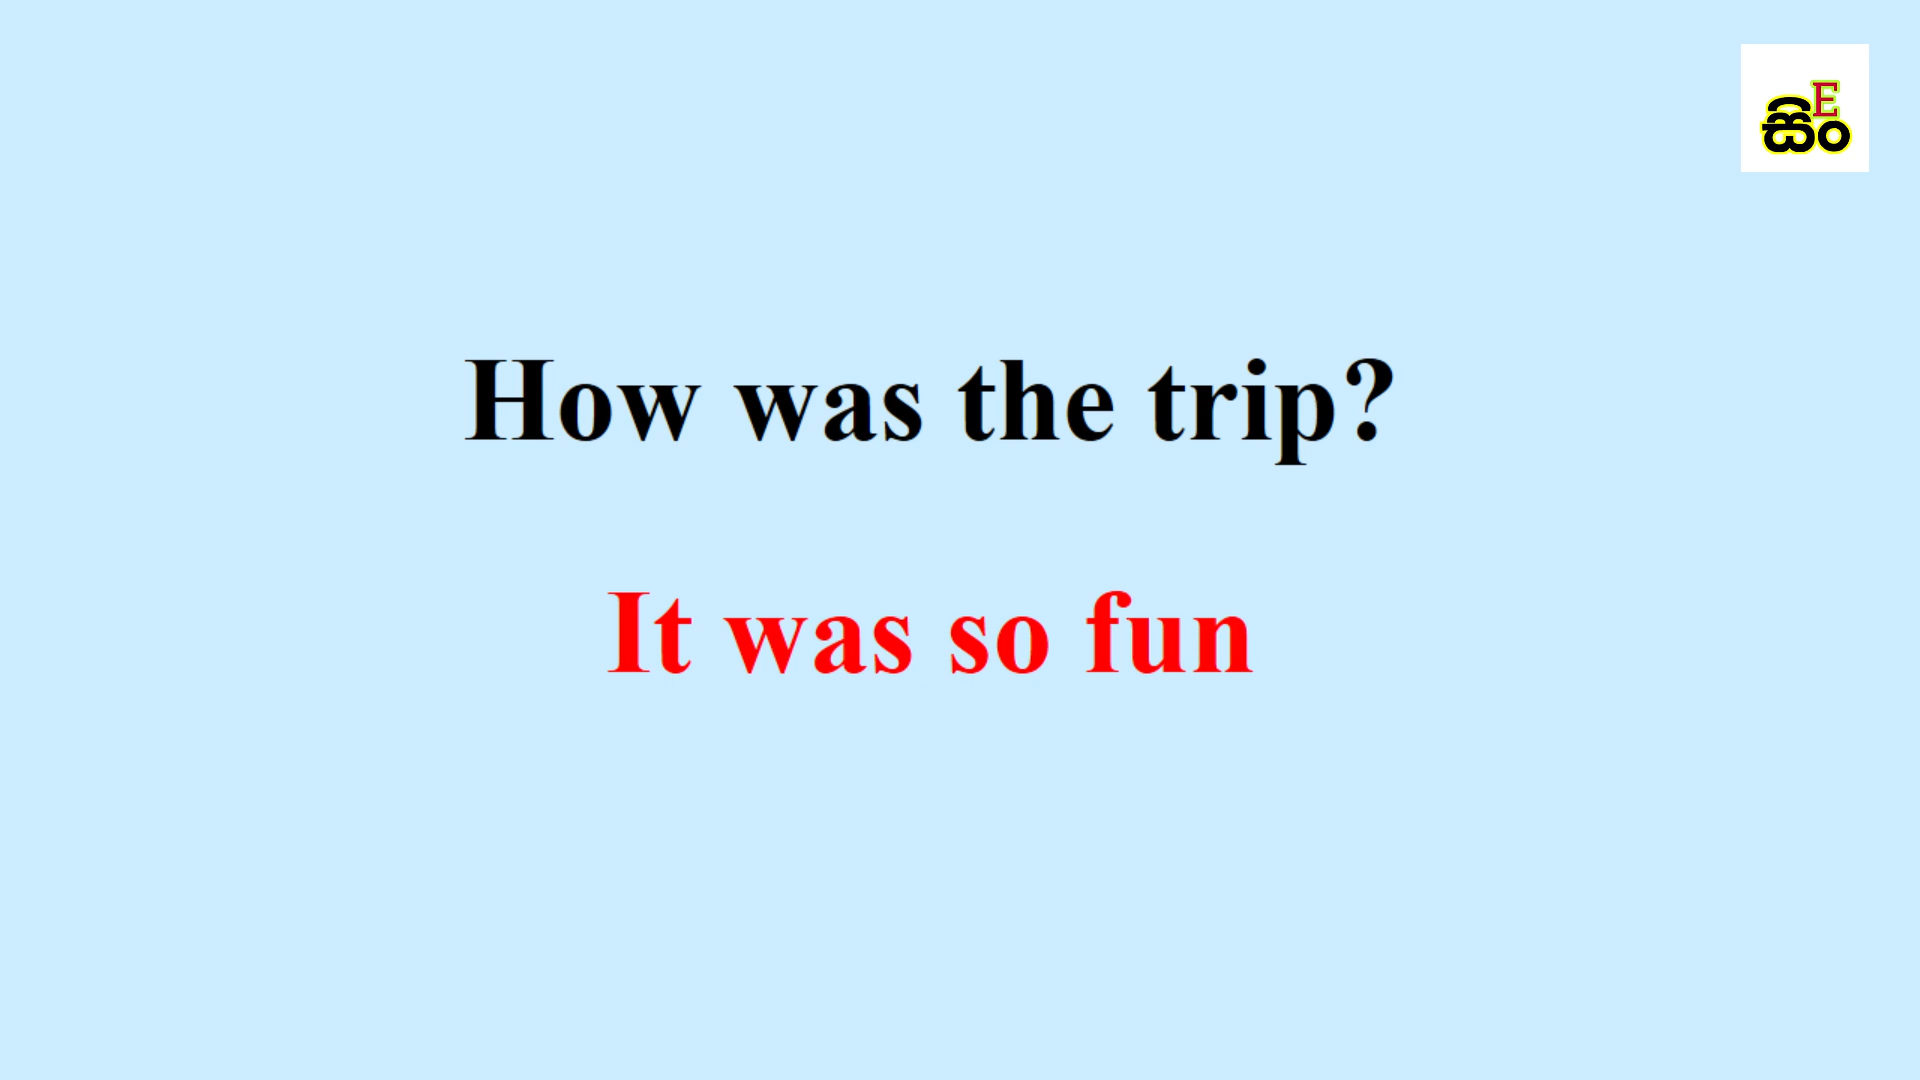 E
සිං
How was the trip?
It was so fun